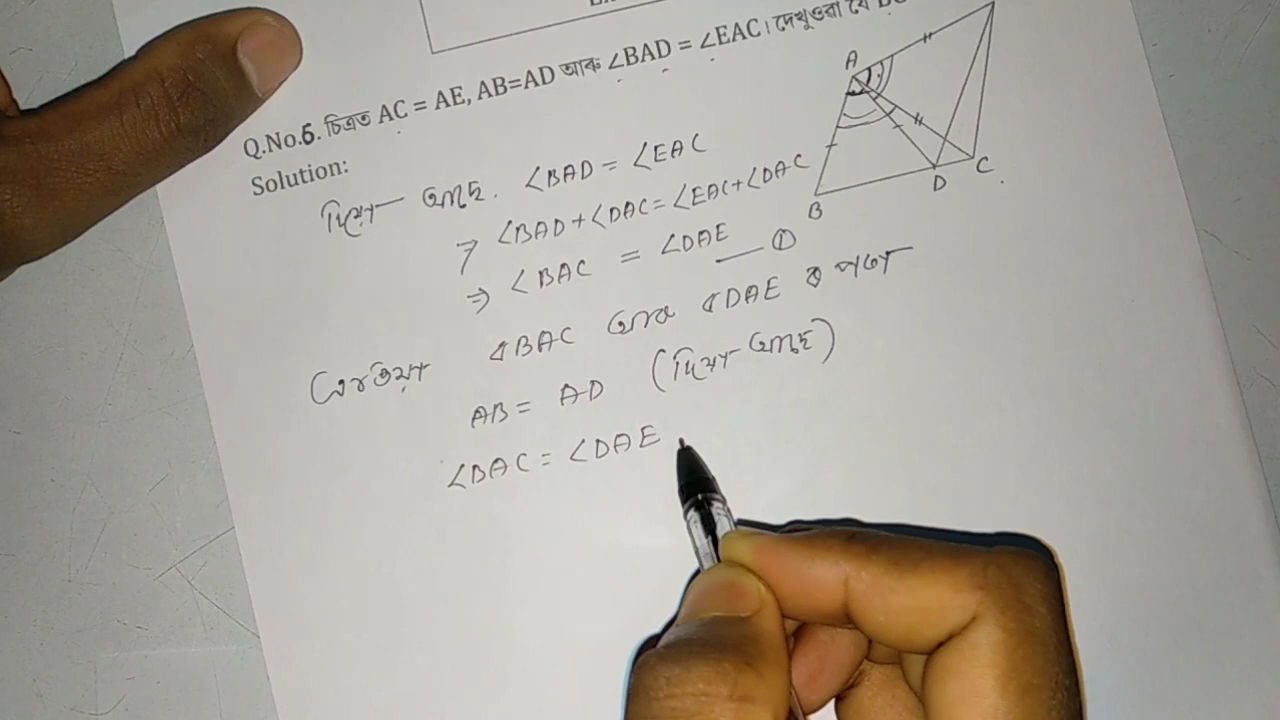 Q.No.6. চিত্ৰত AC = AE, AB=AD আৰু ∠BAD = ∠EAC। দেখুওৱা যে
Solution:
দিয়া আছে. ∠BAD = ∠EAC
⇒ ∠BAD + ∠DAC = ∠EAC + ∠DAC
⇒ ∠BAC = ∠DAE — ①
এতিয়া ΔBAC আৰু ΔDAE ৰ পৰা
AB = AD (দিয়া আছে)
∠BAC = ∠DAE
A
B
D
C